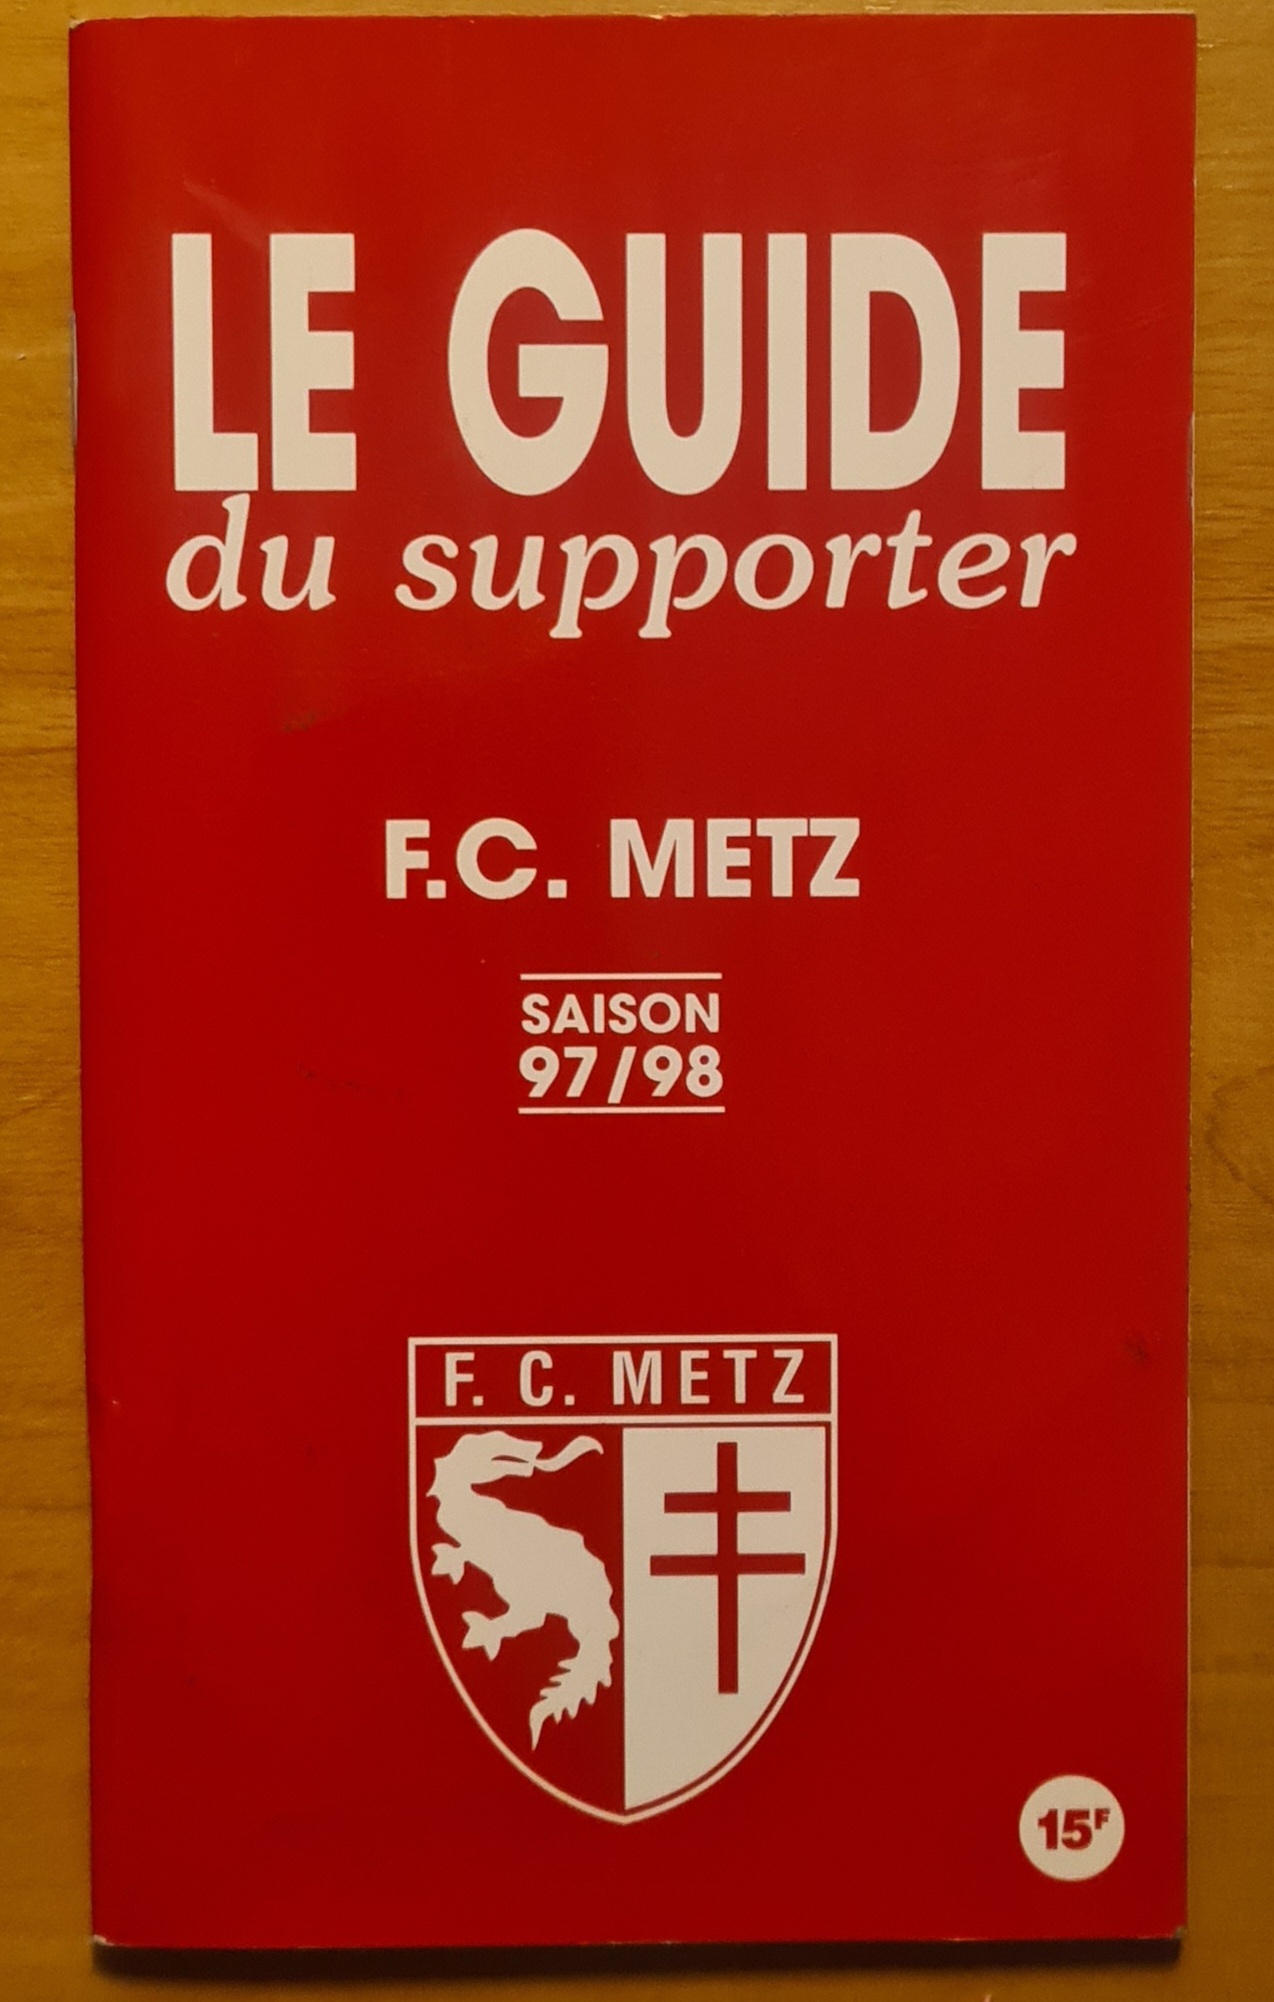 LE GUIDE
du supporter
F.C. METZ
SAISON
97/98
F. C. METZ
15F